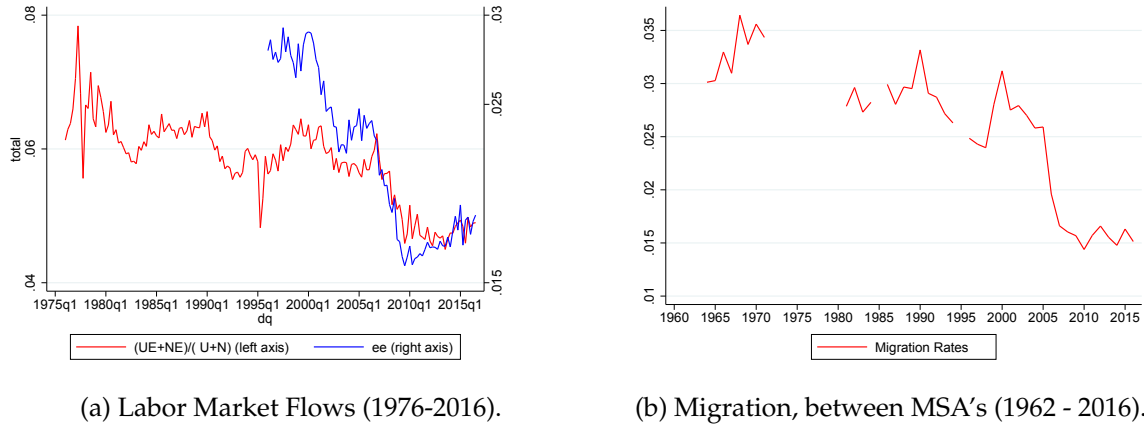 .08
.06
.04
total
.03
.025
.015
1975q1 1980q1 1985q1 1990q1 1995q1 2000q1 2005q1 2010q1 2015q1
dq
(UE+NE)/( U+N) (left axis) ee (right axis)
(a) Labor Market Flows (1976-2016).
.035
.03
.025
.02
.015
.01
1960 1965 1970 1975 1980 1985 1990 1995 2000 2005 2010 2015
Migration Rates
(b) Migration, between MSA's (1962 - 2016).